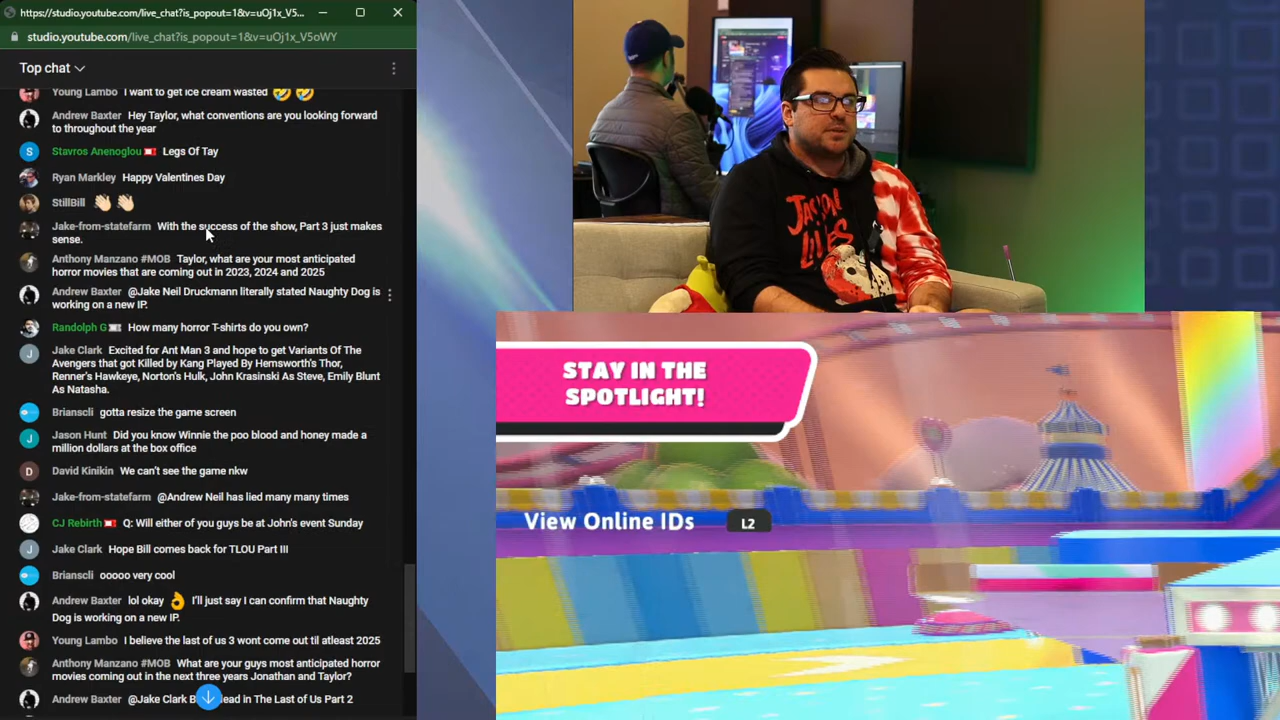 https://studio.youtube.com/live_chat?is_popout=1&v=uOj1x_V5...
studio.youtube.com/live_chat?is_popout=1&v=uOj1x_V5oWY
Top chat
Young Lambo I want to get ice cream wasted 🤣 🤣
Andrew Baxter Hey Taylor, what conventions are you looking forward
to throughout the year
S Stavros Anenoglou Legs Of Tay
Ryan Markley Happy Valentines Day
StillBill 👏🏻 👏🏻
Jake-from-statefarm With the success of the show, Part 3 just makes
sense.
Anthony Manzano #MOB Taylor, what are your most anticipated
horror movies that are coming out in 2023, 2024 and 2025
Andrew Baxter @Jake Neil Druckmann literally stated Naughty Dog is
working on a new IP.
Randolph G How many horror T-shirts do you own?
J Jake Clark Excited for Ant Man 3 and hope to get Variants Of The
Avengers that got Killed by Kang Played By Hemsworth's Thor,
Renner's Hawkeye, Norton's Hulk, John Krasinski As Steve, Emily Blunt
As Natasha.
Brianscli gotta resize the game screen
J Jason Hunt Did you know Winnie the poo blood and honey made a
million dollars at the box office
D David Kinikin We can't see the game nkw
Jake-from-statefarm @Andrew Neil has lied many many times
CJ Rebirth Q: Will either of you guys be at John's event Sunday
J Jake Clark Hope Bill comes back for TLOU Part III
Brianscli ooooo very cool
Andrew Baxter lol okay 👌 I'll just say I can confirm that Naughty
Dog is working on a new IP.
Young Lambo I believe the last of us 3 wont come out til atleast 2025
Anthony Manzano #MOB What are your guys most anticipated horror
movies coming out in the next three years Jonathan and Taylor?
Andrew Baxter @Jake Clark in The Last of Us Part 2
JASON
LIVES
STAY IN THE
SPOTLIGHT!
View Online IDs L2